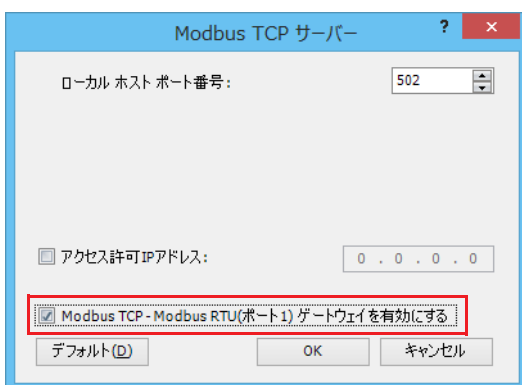 Modbus TCP サーバー ? ×
ローカル ホスト ポート番号: 502
アクセス許可IPアドレス: 0 . 0 . 0 . 0
Modbus TCP - Modbus RTU(ポート1) ゲートウェイを有効にする
デフォルト(D) OK キャンセル